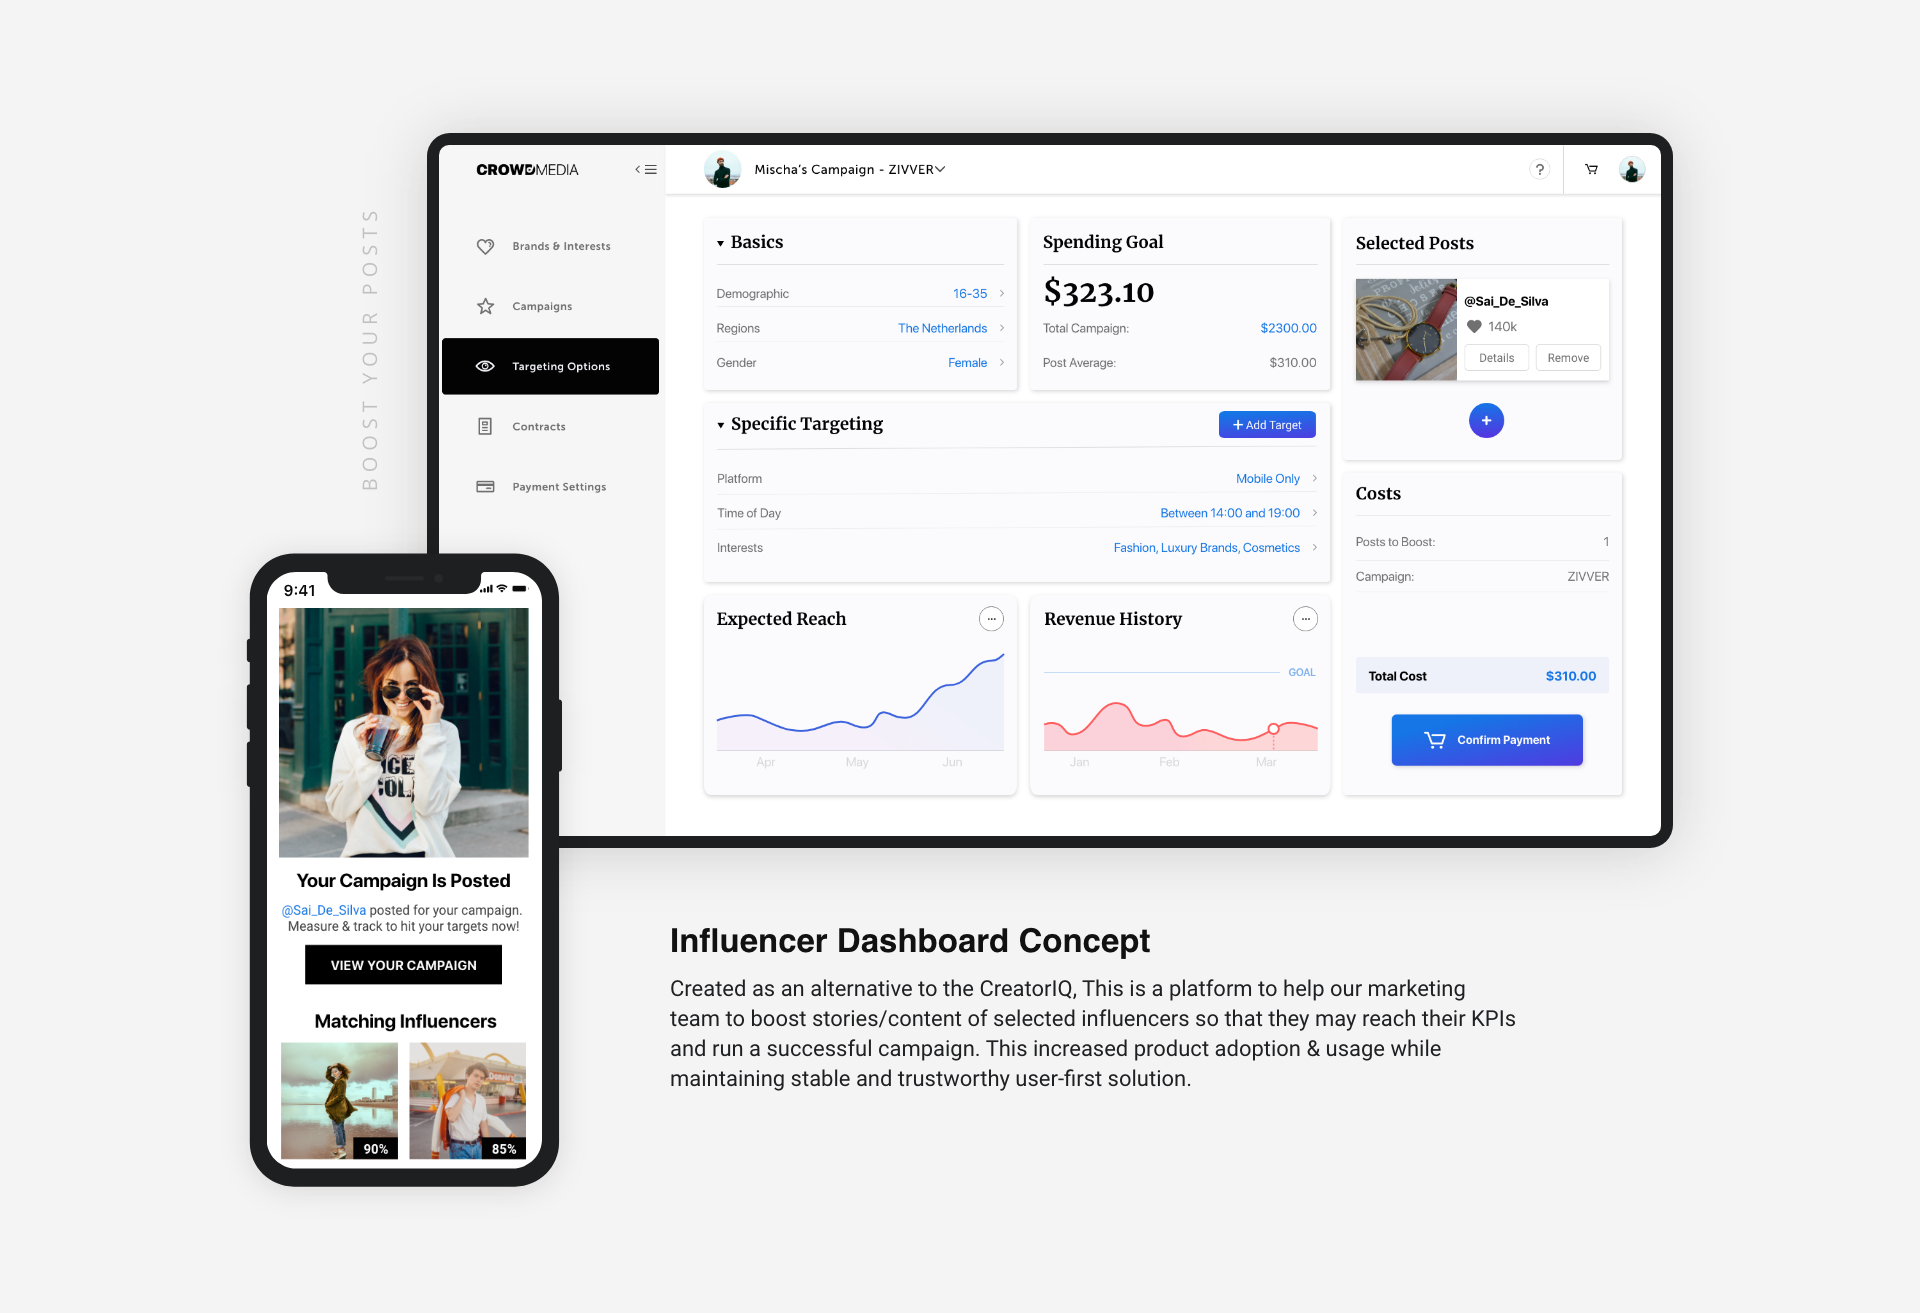 BOOST YOUR POSTS
CROWDMEDIA
Brands & Interests
Campaigns
Targeting Options
Contracts
Payment Settings
Mischa's Campaign - ZIVVER
?
Basics
Demographic 16-35
Regions The Netherlands
Gender Female
Spending Goal
$323.10
Total Campaign: $2300.00
Post Average: $310.00
Selected Posts
@Sai_De_Silva
140k
Details Remove
Specific Targeting
+ Add Target
Platform Mobile Only
Time of Day Between 14:00 and 19:00
Interests Fashion, Luxury Brands, Cosmetics
Costs
Posts to Boost: 1
Campaign: ZIVVER
Total Cost $310.00
Confirm Payment
Expected Reach
Apr May Jun
Revenue History
GOAL
Jan Feb Mar
9:41
Your Campaign Is Posted
@Sai_De_Silva posted for your campaign.
Measure & track to hit your targets now!
VIEW YOUR CAMPAIGN
Matching Influencers
90% 85%
Influencer Dashboard Concept
Created as an alternative to the CreatorIQ, This is a platform to help our marketing
team to boost stories/content of selected influencers so that they may reach their KPIs
and run a successful campaign. This increased product adoption & usage while
maintaining stable and trustworthy user-first solution.